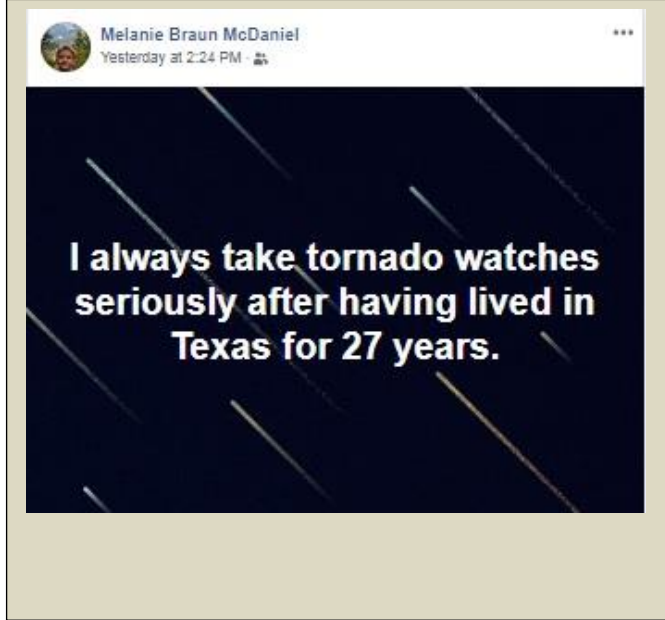 Melanie Braun McDaniel
Yesterday at 2:24 PM ·
I always take tornado watches
seriously after having lived in
Texas for 27 years.